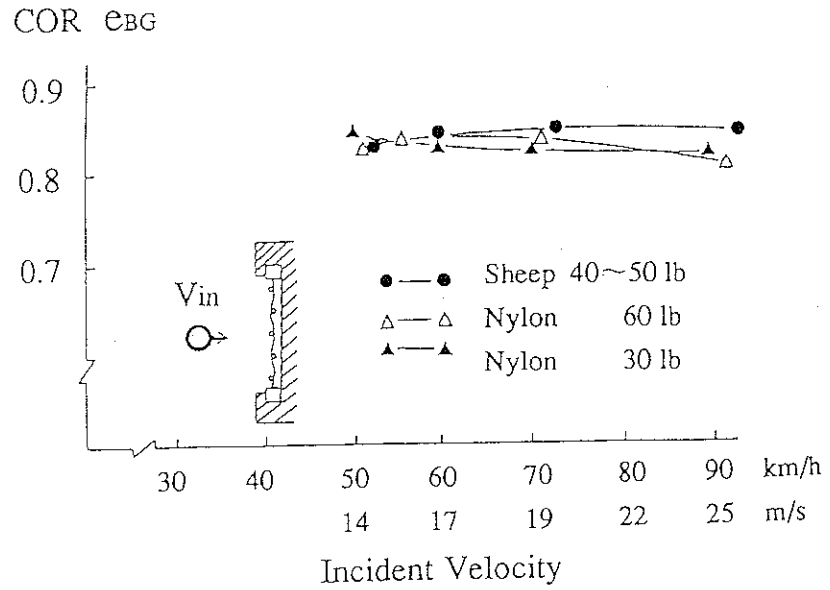 COR eBG
0.9
0.8
0.7
Vin
Sheep 40~50 lb
Nylon 60 lb
Nylon 30 lb
30 40 50 60 70 80 90 km/h
14 17 19 22 25 m/s
Incident Velocity